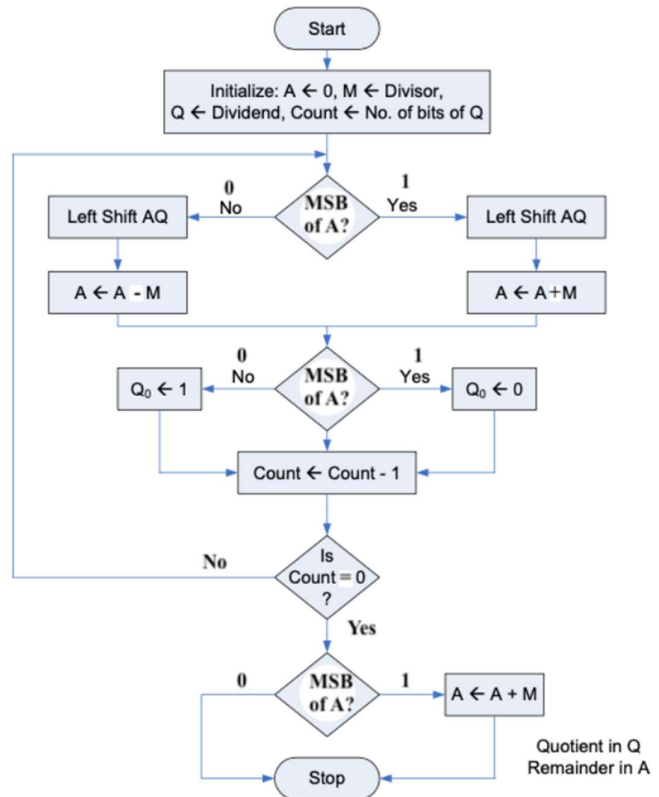 Start
Initialize: A ← 0, M ← Divisor,
Q ← Dividend, Count ← No. of bits of Q
0
No
MSB
of A?
1
Yes
Left Shift AQ
Left Shift AQ
A ← A - M
A ← A+M
0
No
MSB
of A?
1
Yes
Q₀ ← 1
Q₀ ← 0
Count ← Count - 1
No
Is
Count = 0
?
Yes
0
MSB
of A?
1
A ← A + M
Quotient in Q
Remainder in A
Stop